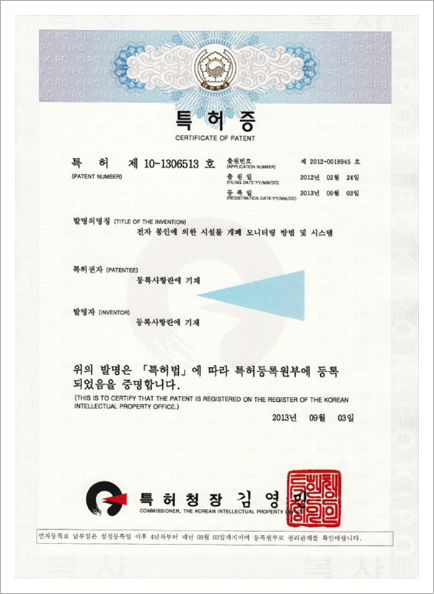 복사
KIPO KIPO KIPO KIPO
특허증
CERTIFICATE OF PATENT
특 허 제 10-1306513 호
(PATENT NUMBER)
출원번호 제 2012-0018945 호
(APPLICATION NUMBER)
출원일 2012년 02월 24일
(FILING DATE:YY/MM/DD)
등록일 2013년 09월 03일
(REGISTRATION DATE:YY/MM/DD)
발명의명칭 (TITLE OF THE INVENTION)
전자 봉인에 의한 시설물 개폐 모니터링 방법 및 시스템
특허권자 (PATENTEE)
등록사항란에 기재
발명자 (INVENTOR)
등록사항란에 기재
위의 발명은 「특허법」에 따라 특허등록원부에 등록
되었음을 증명합니다.
(THIS IS TO CERTIFY THAT THE PATENT IS REGISTERED ON THE REGISTER OF THE KOREAN
INTELLECTUAL PROPERTY OFFICE.)
2013년 09월 03일
특허청장 김영민
COMMISSIONER, THE KOREAN INTELLECTUAL PROPERTY
연차등록료 납부일은 설정등록일 이후 4년차부터 매년 09월 03일까지이며 등록원부로 권리관계를 확인바랍니다.